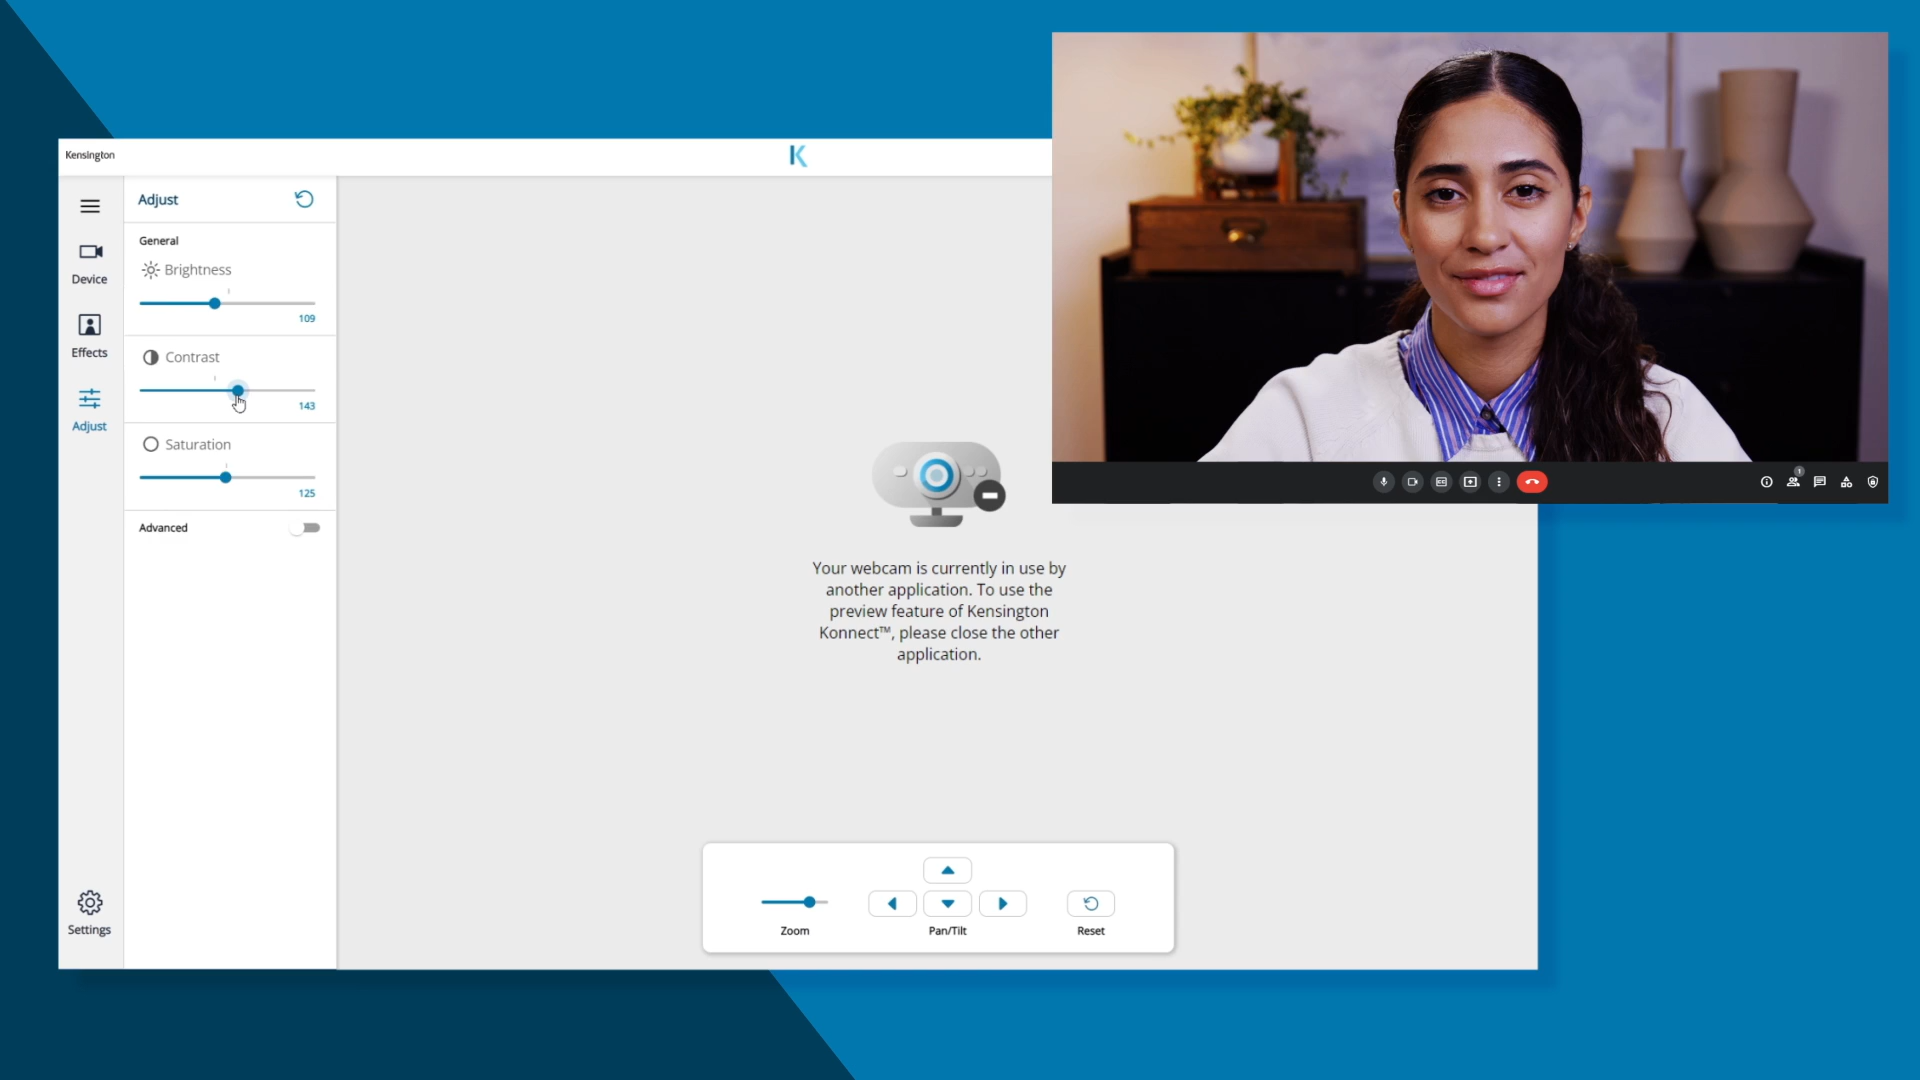 Kensington
K
Adjust
General
Brightness
109
Contrast
143
Saturation
125
Advanced
Device
Effects
Adjust
Settings
Your webcam is currently in use by
another application. To use the
preview feature of Kensington
Konnect™, please close the other
application.
Zoom
Pan/Tilt
Reset
CC
1